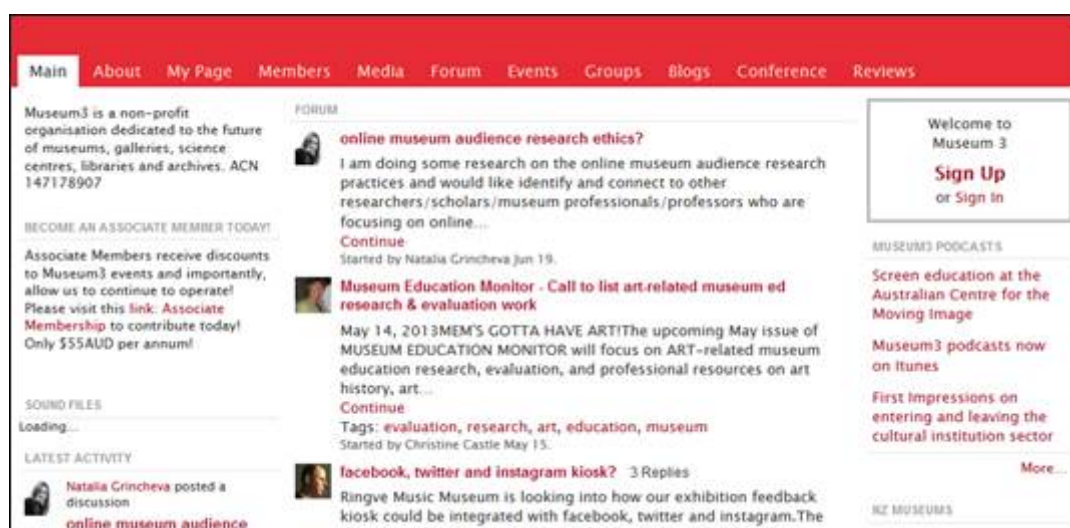 Main About My Page Members Media Forum Events Groups Blogs Conference Reviews
Museum3 is a non-profit
organisation dedicated to the future
of museums, galleries, science
centres, libraries and archives. ACN
147178907
BECOME AN ASSOCIATE MEMBER TODAY!
Associate Members receive discounts
to Museum3 events and importantly,
allow us to continue to operate!
Please visit this link: Associate
Membership to contribute today!
Only $55AUD per annum!
SOUND FILES
Loading...
LATEST ACTIVITY
Natalia Grincheva posted a
discussion
online museum audience
FORUM
online museum audience research ethics?
I am doing some research on the online museum audience research
practices and would like identify and connect to other
researchers/scholars/museum professionals/professors who are
focusing on online...
Continue
Started by Natalia Grincheva Jun 19.
Museum Education Monitor - Call to list art-related museum ed
research & evaluation work
May 14, 2013MEM'S GOTTA HAVE ART!The upcoming May issue of
MUSEUM EDUCATION MONITOR will focus on ART-related museum
education research, evaluation, and professional resources on art
history, art...
Continue
Tags: evaluation, research, art, education, museum
Started by Christine Castle May 15.
facebook, twitter and instagram kiosk? 3 Replies
Ringve Music Museum is looking into how our exhibition feedback
kiosk could be integrated with facebook, twitter and instagram.The
Welcome to
Museum 3
Sign Up
or Sign In
MUSEUM3 PODCASTS
Screen education at the
Australian Centre for the
Moving Image
Museum3 podcasts now
on Itunes
First Impressions on
entering and leaving the
cultural institution sector
More...
NZ MUSEUMS